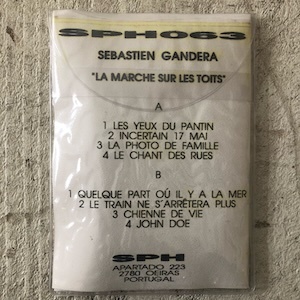 SPH063
SEBASTIEN GANDERA
"LA MARCHE SUR LES TOITS"
A
1 LES YEUX DU PANTIN
2 INCERTAIN 17 MAI
3 LA PHOTO DE FAMILLE
4 LE CHANT DES RUES
B
1 QUELQUE PART OÙ IL Y A LA MER
2 LE TRAIN NE S'ARRÊTERA PLUS
3 CHIENNE DE VIE
4 JOHN DOE
SPH
APARTADO 223
2780 OEIRAS
PORTUGAL